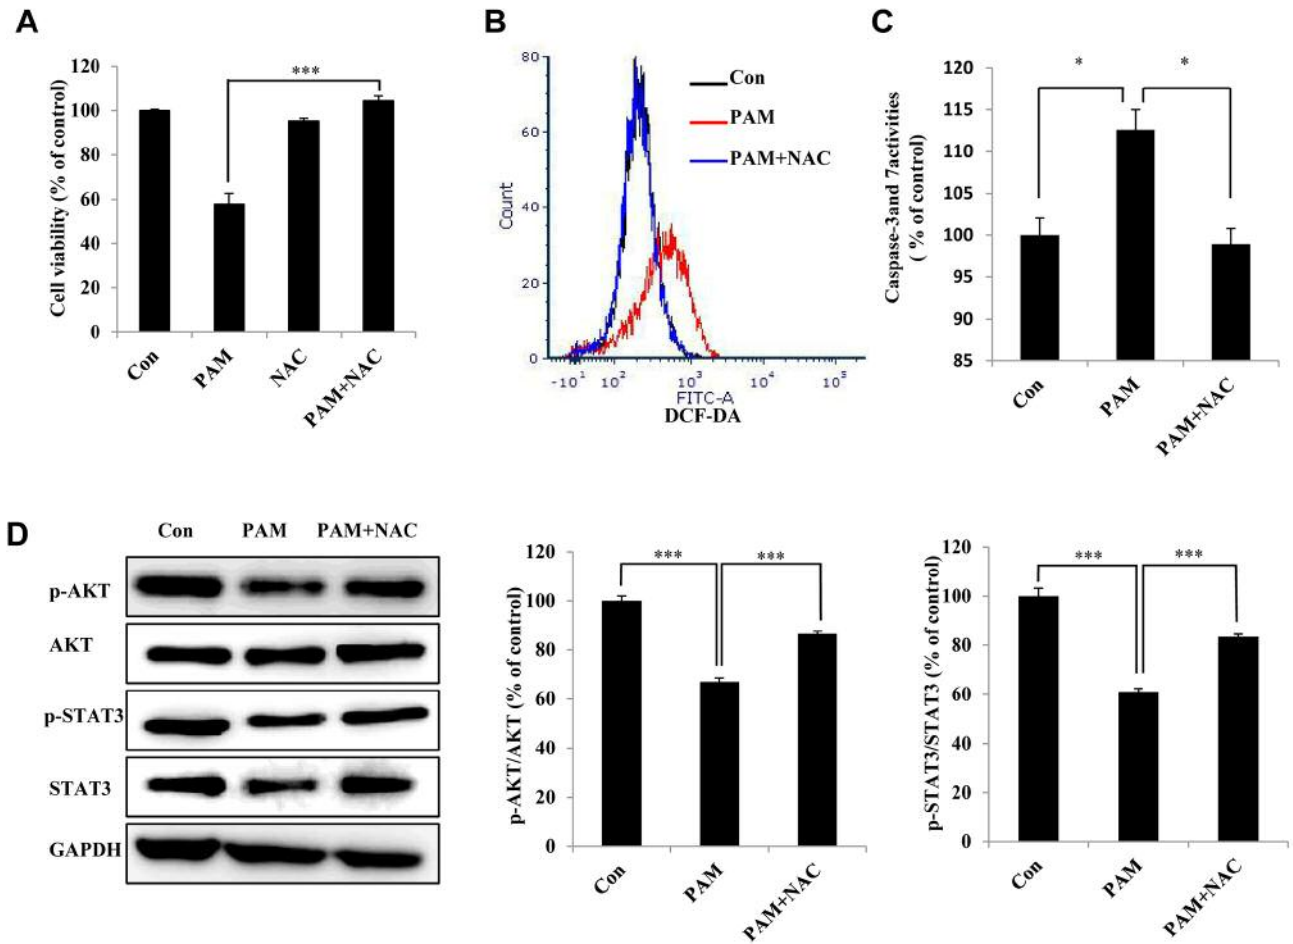 A
120
100
80
60
40
20
0
Cell viability (% of control)
***
Con
PAM
NAC
PAM+NAC
B
80
60
40
20
0
Count
Con
PAM
PAM+NAC
-10¹ 10² 10³ 10⁴ 10⁵
FITC-A
DCF-DA
C
120
115
110
105
100
95
90
85
Caspase-3and 7activities
( % of control)
* *
Con
PAM
PAM+NAC
D
Con PAM PAM+NAC
p-AKT
AKT
p-STAT3
STAT3
GAPDH
120
100
80
60
40
20
0
p-AKT/AKT (% of control)
*** ***
Con
PAM
PAM+NAC
120
100
80
60
40
20
0
p-STAT3/STAT3 (% of control)
*** ***
Con
PAM
PAM+NAC